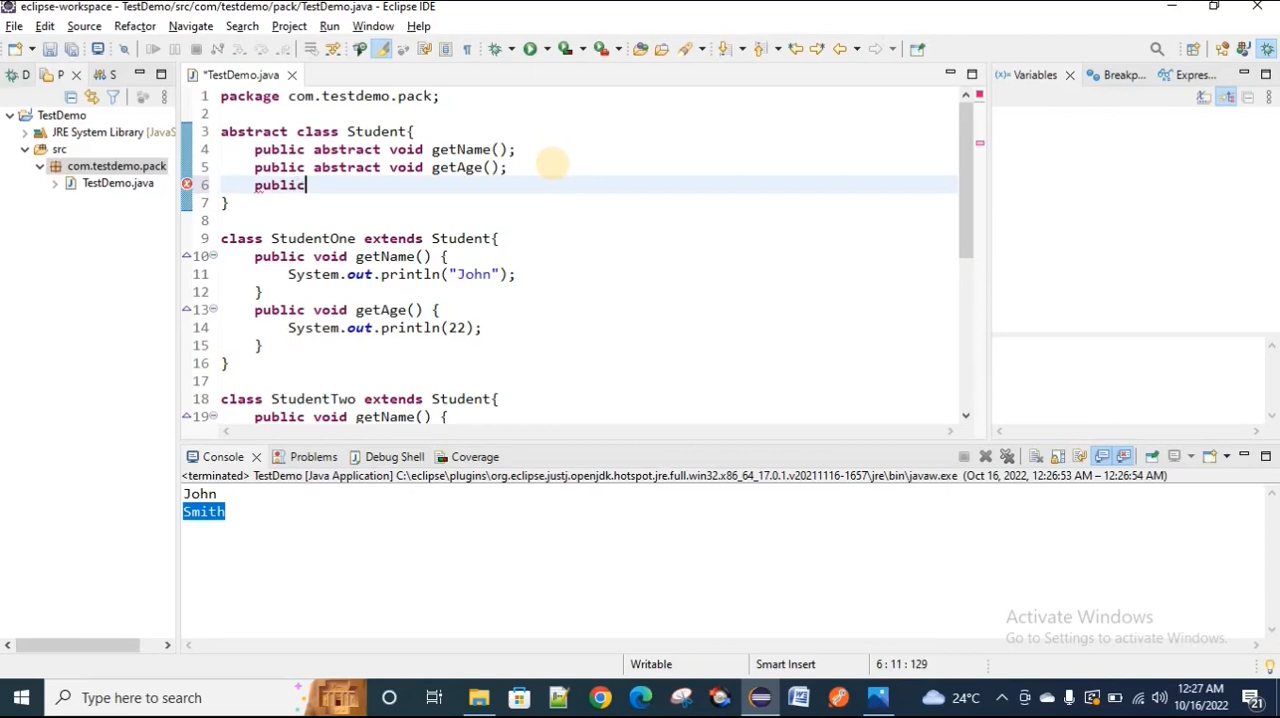 eclipse-workspace - TestDemo/src/com/testdemo/pack/TestDemo.java - Eclipse IDE
File Edit Source Refactor Navigate Search Project Run Window Help
D P S
*TestDemo.java
Variables Breakp... Expres...
1 package com.testdemo.pack;
2
3 abstract class Student{
4 public abstract void getName();
5 public abstract void getAge();
6 public
7 }
8
9 class StudentOne extends Student{
10 public void getName() {
11 System.out.println("John");
12 }
13 public void getAge() {
14 System.out.println(22);
15 }
16 }
17
18 class StudentTwo extends Student{
19 public void getName() {
TestDemo
JRE System Library [JavaS
src
com.testdemo.pack
TestDemo.java
Console Problems Debug Shell Coverage
<terminated> TestDemo [Java Application] C:\eclipse\plugins\org.eclipse.justj.openjdk.hotspot.jre.full.win32.x86_64_17.0.1.v20211116-1657\jre\bin\javaw.exe (Oct 16, 2022, 12:26:53 AM – 12:26:54 AM)
John
Smith
Activate Windows
Go to Settings to activate Windows.
Writable Smart Insert 6 : 11 : 129
Type here to search
24°C
12:27 AM
10/16/2022
21